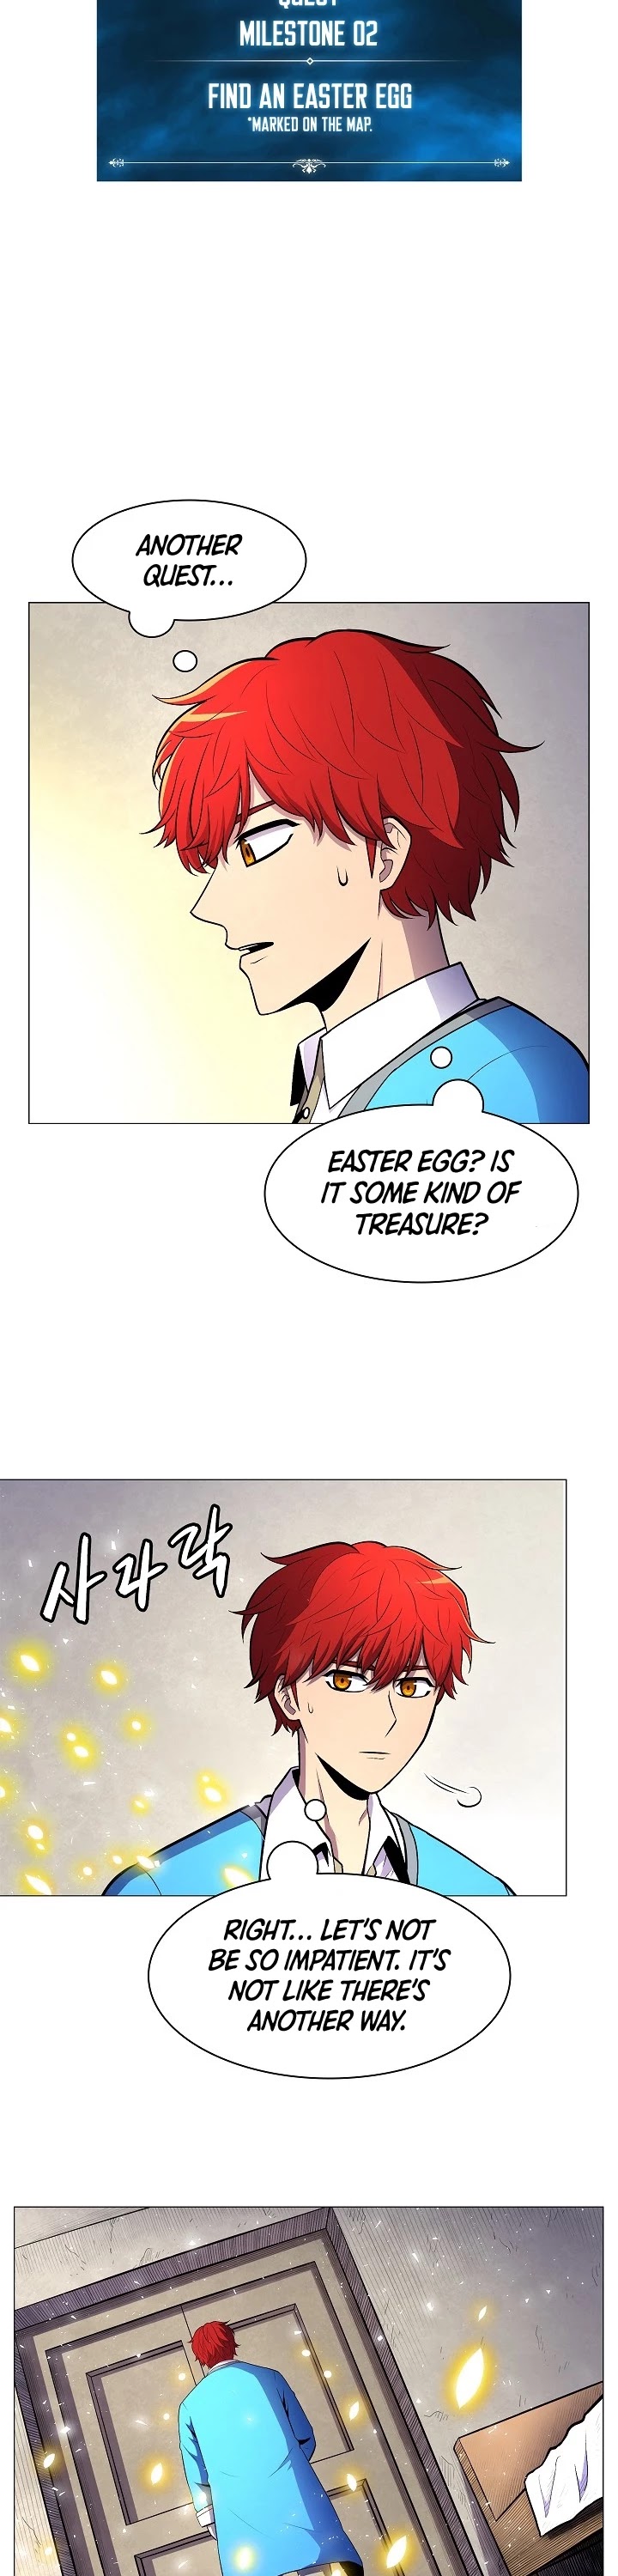 QUEST
MILESTONE 02
FIND AN EASTER EGG
*MARKED ON THE MAP.
ANOTHER
QUEST...
EASTER EGG? IS
IT SOME KIND OF
TREASURE?
사라락
RIGHT... LET'S NOT
BE SO IMPATIENT. IT'S
NOT LIKE THERE'S
ANOTHER WAY.